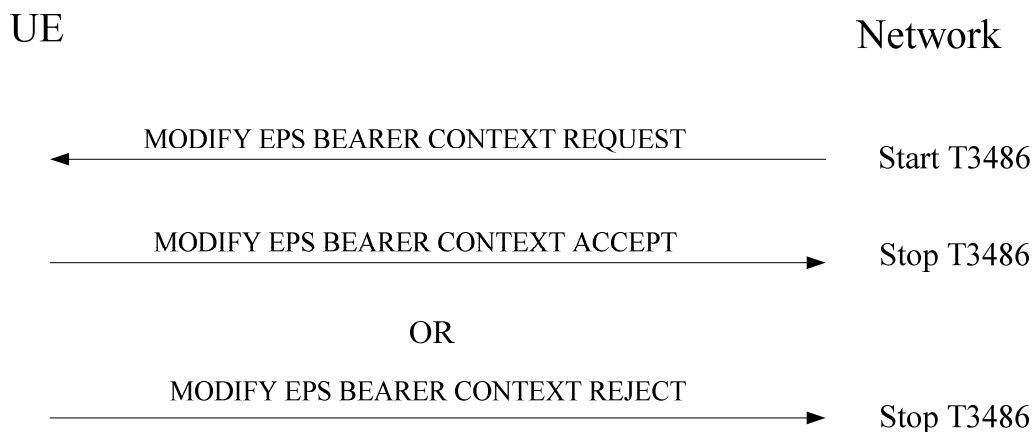 UE
Network
MODIFY EPS BEARER CONTEXT REQUEST
Start T3486
MODIFY EPS BEARER CONTEXT ACCEPT
Stop T3486
OR
MODIFY EPS BEARER CONTEXT REJECT
Stop T3486